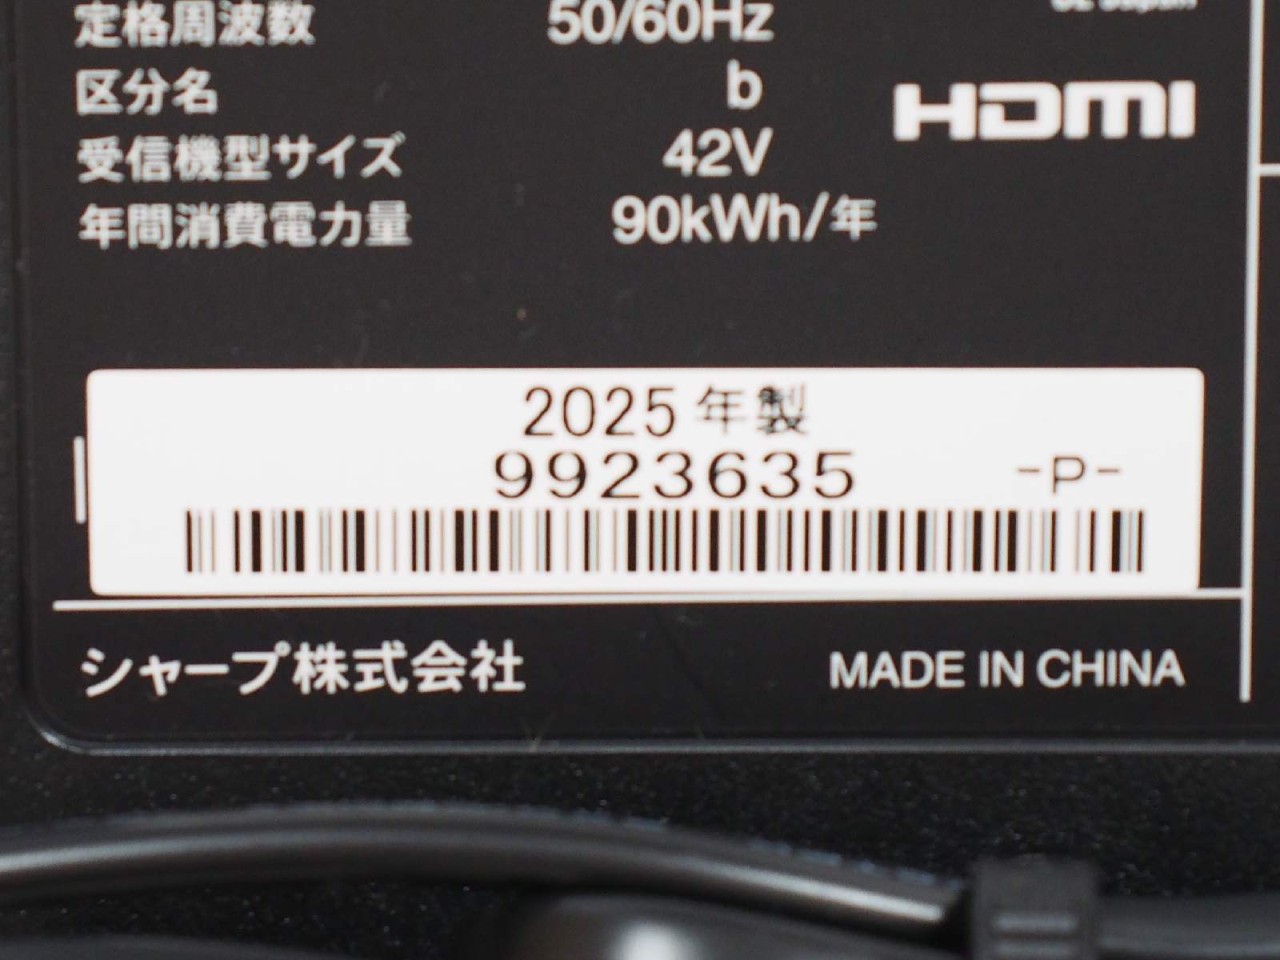 定格周波数 50/60Hz
区分名 b
HDMI
受信機型サイズ 42V
年間消費電力量 90kWh/年
2025年製
9923635 -P-
シャープ株式会社 MADE IN CHINA